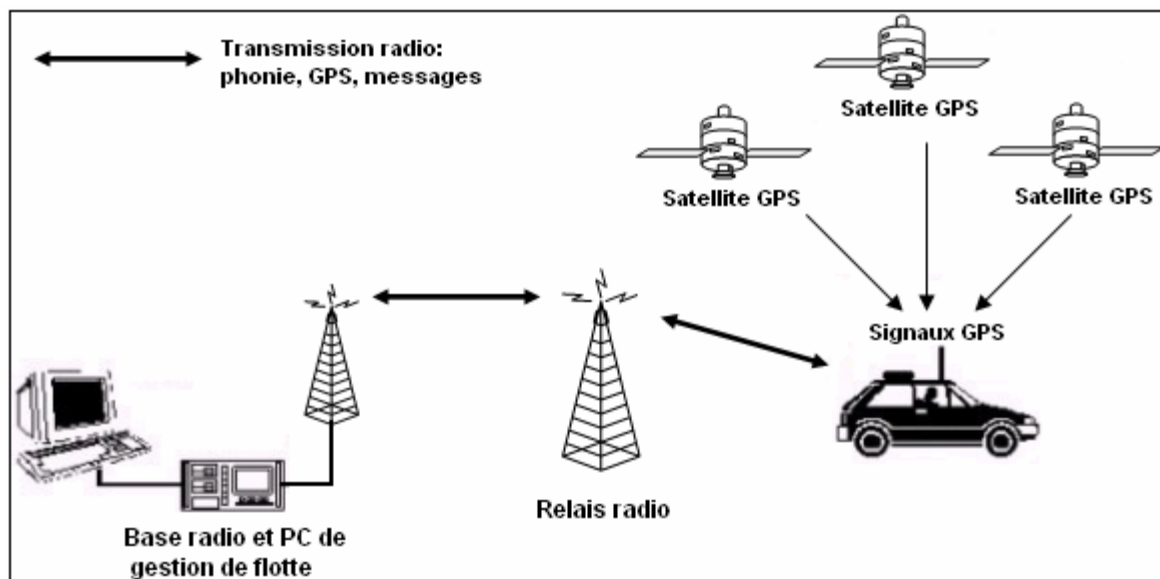 Transmission radio:
phonie, GPS, messages
Satellite GPS
Satellite GPS
Satellite GPS
Signaux GPS
Relais radio
Base radio et PC de
gestion de flotte